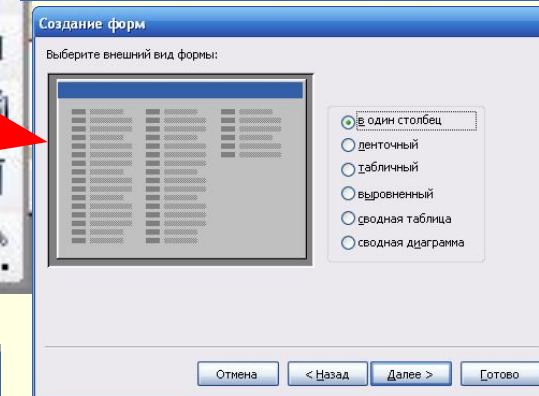 Создание форм
Выберите внешний вид формы:
в один столбец
ленточный
табличный
выровненный
сводная таблица
сводная диаграмма
Отмена
< Назад
Далее >
Готово